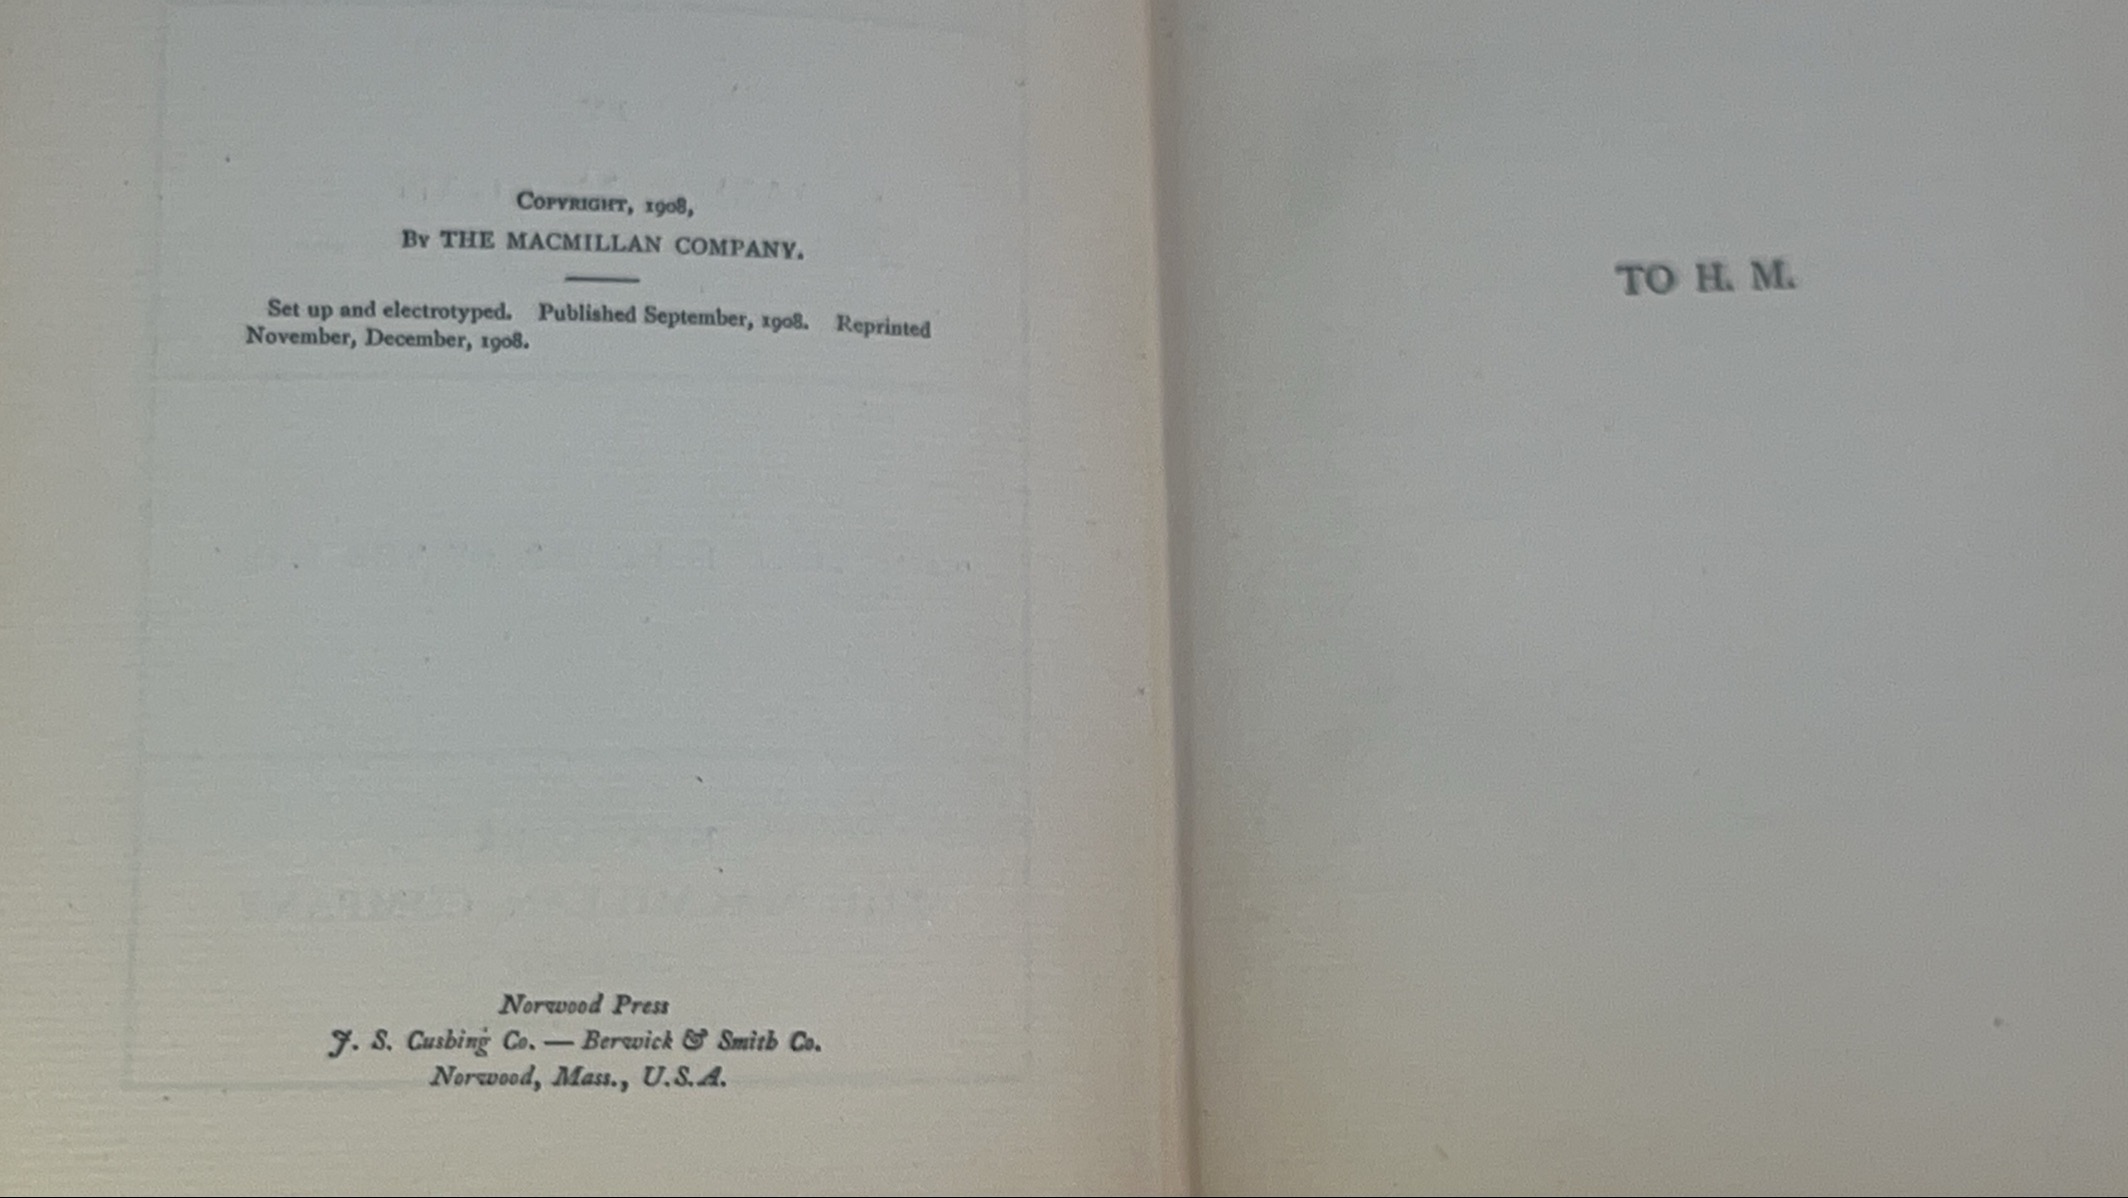 COPYRIGHT, 1908,
BY THE MACMILLAN COMPANY.
Set up and electrotyped. Published September, 1908. Reprinted
November, December, 1908.
Norwood Press
J. S. Cushing Co. — Berwick & Smith Co.
Norwood, Mass., U.S.A.
TO H. M.